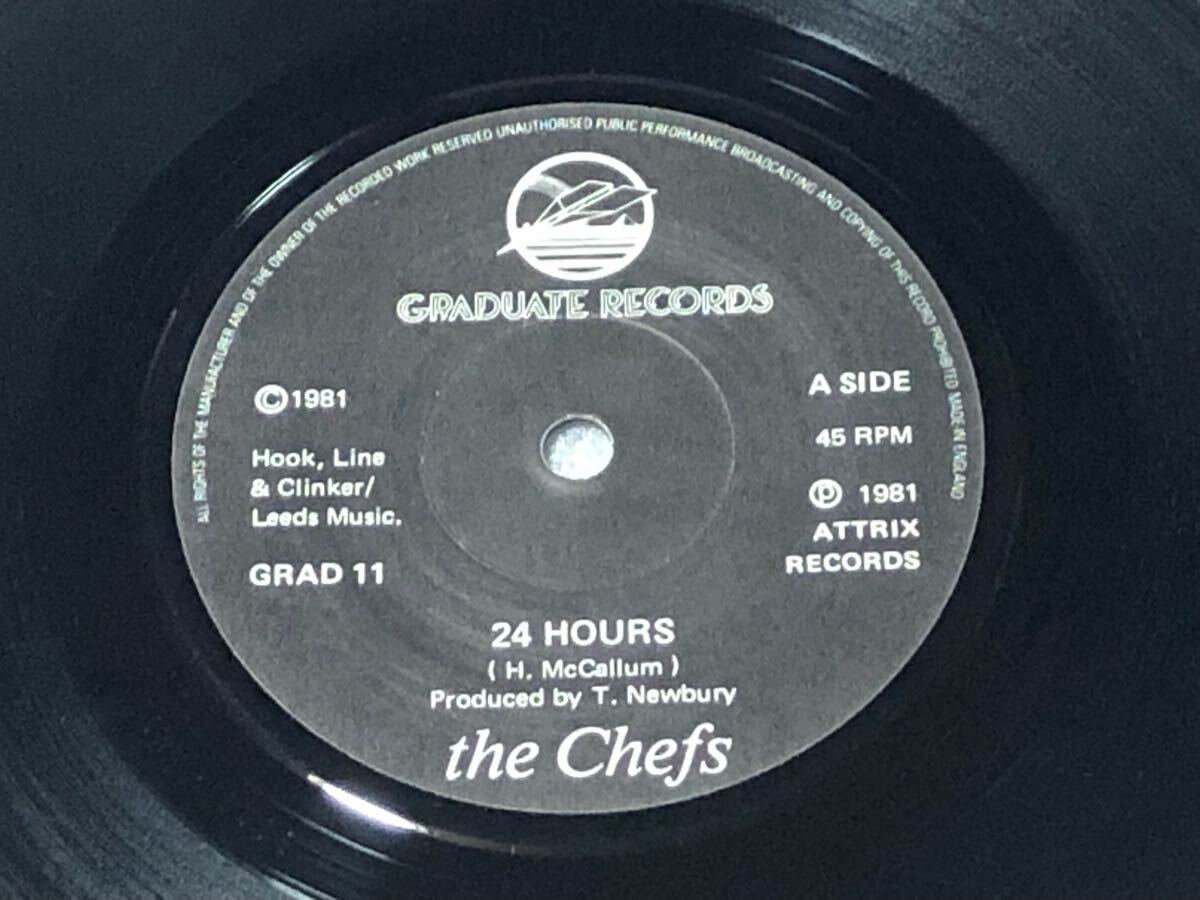 ALL RIGHTS OF THE MANUFACTURER AND OF THE OWNER OF THE RECORDED WORK RESERVED UNAUTHORISED PUBLIC PERFORMANCE BROADCASTING AND COPYING OF THIS RECORD PROHIBITED MADE IN ENGLAND
GRADUATE RECORDS
©1981
Hook, Line
& Clinker/
Leeds Music.
GRAD 11
A SIDE
45 RPM
℗ 1981
ATTRIX
RECORDS
24 HOURS
( H. McCallum )
Produced by T. Newbury
the Chefs